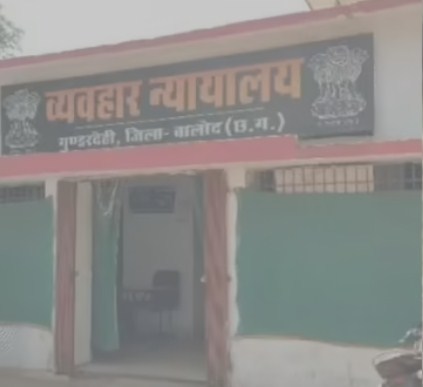 व्यवहार न्यायालय
गुण्डरदेही, जिला- बालोद (छ.ग.)